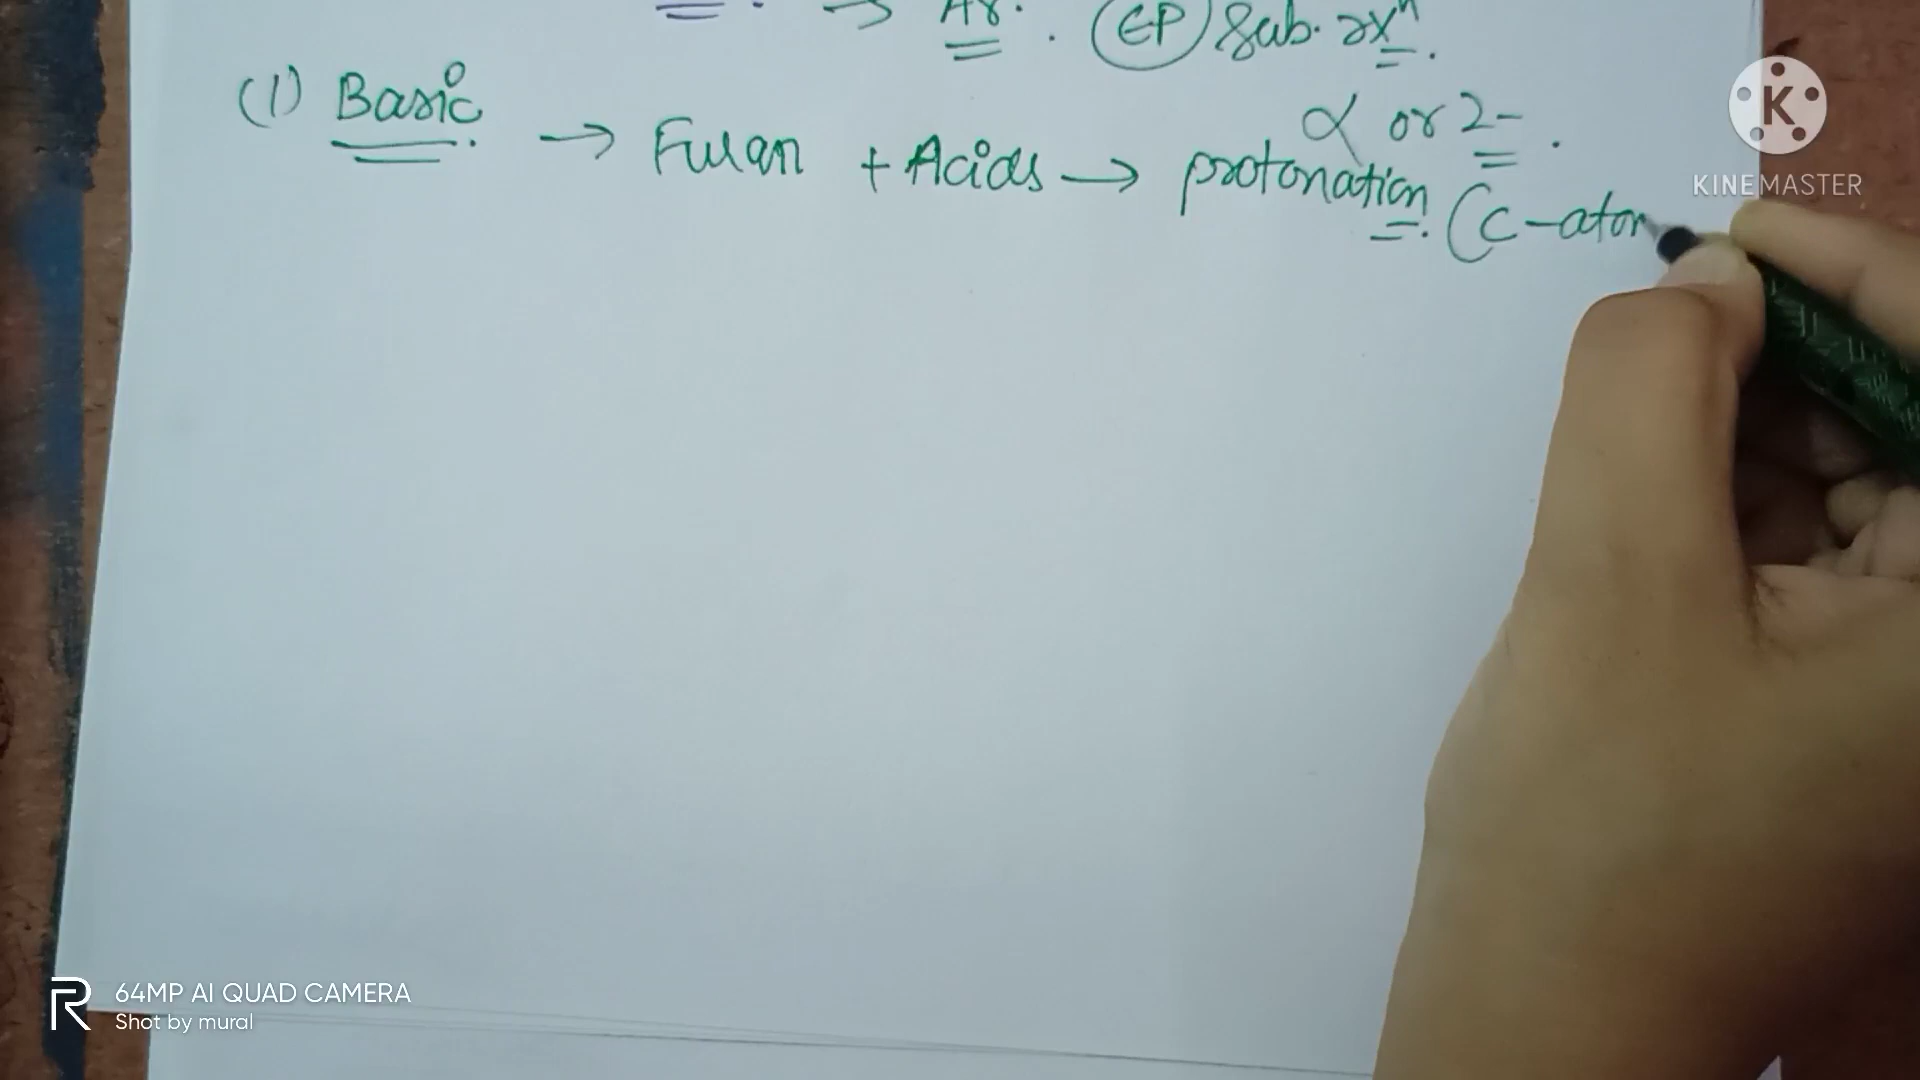 → Ar. . (EP) Sub. rxⁿ.
(1) Basic → Furan + Acids → protonation
α or 2- .
(C-atom
KINEMASTER
64MP AI QUAD CAMERA
Shot by mural